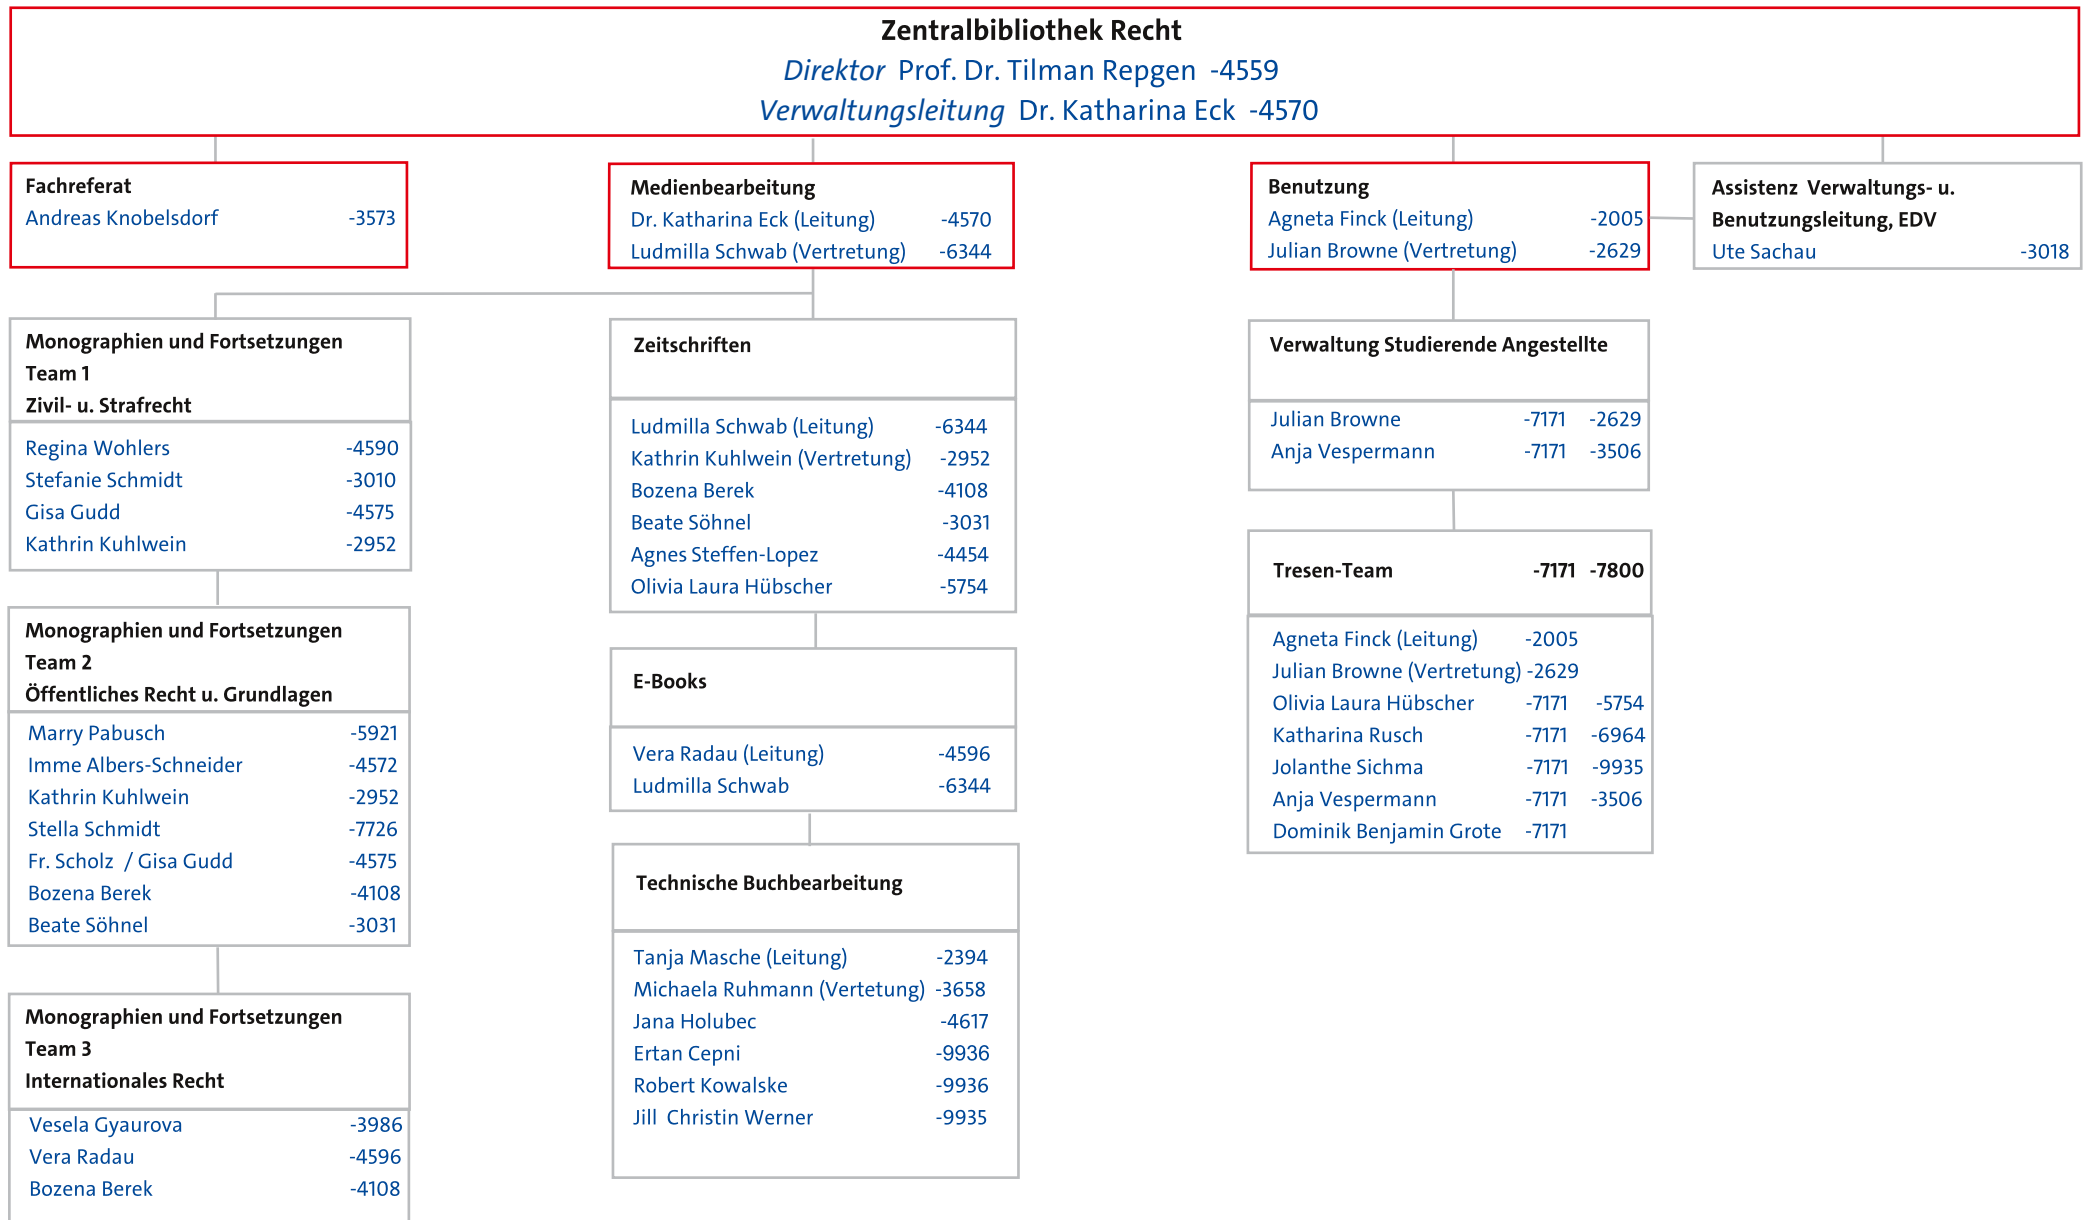 Zentralbibliothek Recht
Direktor Prof. Dr. Tilman Repgen -4559
Verwaltungsleitung Dr. Katharina Eck -4570
Fachreferat
Andreas Knobelsdorf -3573
Medienbearbeitung
Dr. Katharina Eck (Leitung) -4570
Ludmilla Schwab (Vertretung) -6344
Benutzung
Agneta Finck (Leitung) -2005
Julian Browne (Vertretung) -2629
Assistenz Verwaltungs- u.
Benutzungsleitung, EDV
Ute Sachau -3018
Monographien und Fortsetzungen
Team 1
Zivil- u. Strafrecht
Regina Wohlers -4590
Stefanie Schmidt -3010
Gisa Gudd -4575
Kathrin Kuhlwein -2952
Monographien und Fortsetzungen
Team 2
Öffentliches Recht u. Grundlagen
Marry Pabusch -5921
Imme Albers-Schneider -4572
Kathrin Kuhlwein -2952
Stella Schmidt -7726
Fr. Scholz / Gisa Gudd -4575
Bozena Berek -4108
Beate Söhnel -3031
Monographien und Fortsetzungen
Team 3
Internationales Recht
Vesela Gyaurova -3986
Vera Radau -4596
Bozena Berek -4108
Zeitschriften
Ludmilla Schwab (Leitung) -6344
Kathrin Kuhlwein (Vertretung) -2952
Bozena Berek -4108
Beate Söhnel -3031
Agnes Steffen-Lopez -4454
Olivia Laura Hübscher -5754
E-Books
Vera Radau (Leitung) -4596
Ludmilla Schwab -6344
Technische Buchbearbeitung
Tanja Masche (Leitung) -2394
Michaela Ruhmann (Vertetung) -3658
Jana Holubec -4617
Ertan Cepni -9936
Robert Kowalske -9936
Jill Christin Werner -9935
Verwaltung Studierende Angestellte
Julian Browne -7171 -2629
Anja Vespermann -7171 -3506
Tresen-Team -7171 -7800
Agneta Finck (Leitung) -2005
Julian Browne (Vertretung) -2629
Olivia Laura Hübscher -7171 -5754
Katharina Rusch -7171 -6964
Jolanthe Sichma -7171 -9935
Anja Vespermann -7171 -3506
Dominik Benjamin Grote -7171